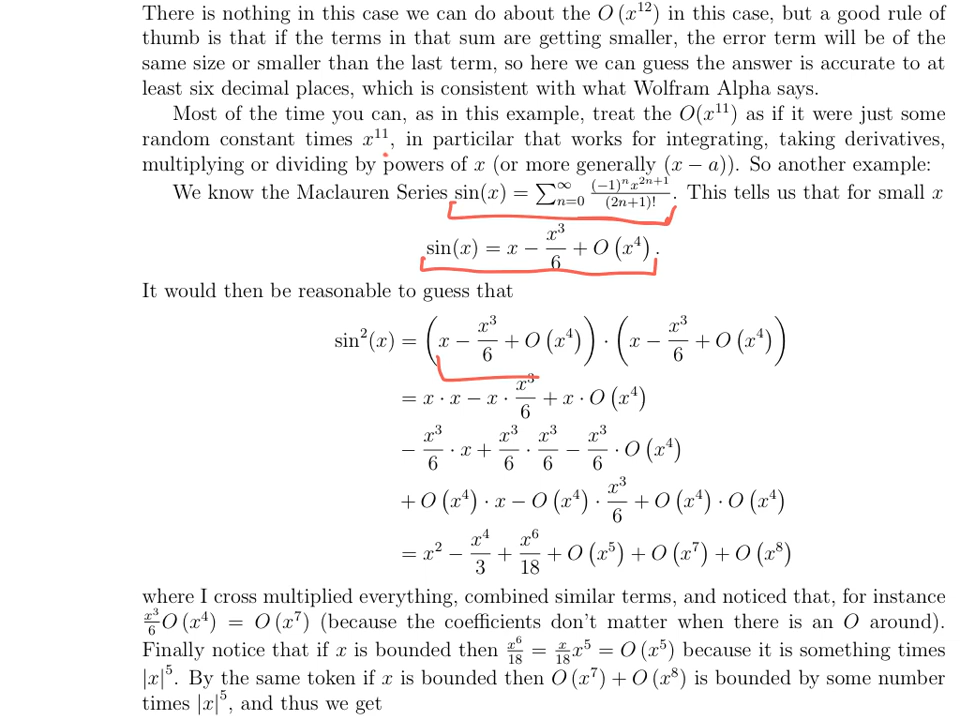 There is nothing in this case we can do about the O (x^12) in this case, but a good rule of
thumb is that if the terms in that sum are getting smaller, the error term will be of the
same size or smaller than the last term, so here we can guess the answer is accurate to at
least six decimal places, which is consistent with what Wolfram Alpha says.
Most of the time you can, as in this example, treat the O(x^11) as if it were just some
random constant times x^11, in particilar that works for integrating, taking derivatives,
multiplying or dividing by powers of x (or more generally (x − a)). So another example:
We know the Maclauren Series sin(x) = ∑_{n=0}^{∞} (−1)^n x^{2n+1}/(2n+1)!. This tells us that for small x
sin(x) = x − x^3/6 + O (x^4).
It would then be reasonable to guess that
sin^2(x) = (x − x^3/6 + O (x^4)) · (x − x^3/6 + O (x^4))
= x · x − x · x^3/6 + x · O (x^4)
− x^3/6 · x + x^3/6 · x^3/6 − x^3/6 · O (x^4)
+ O (x^4) · x − O (x^4) · x^3/6 + O (x^4) · O (x^4)
= x^2 − x^4/3 + x^6/18 + O (x^5) + O (x^7) + O (x^8)
where I cross multiplied everything, combined similar terms, and noticed that, for instance
x^3/6 O (x^4) = O (x^7) (because the coefficients don't matter when there is an O around).
Finally notice that if x is bounded then x^6/18 = x/18 x^5 = O (x^5) because it is something times
|x|^5. By the same token if x is bounded then O (x^7) + O (x^8) is bounded by some number
times |x|^5, and thus we get